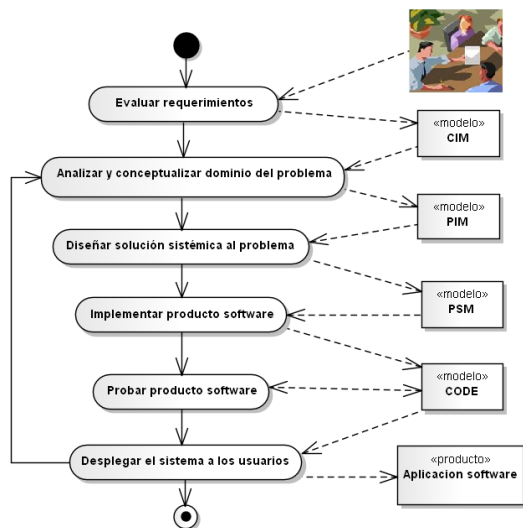 Evaluar requerimientos
«modelo»
CIM
Analizar y conceptualizar dominio del problema
«modelo»
PIM
Diseñar solución sistémica al problema
«modelo»
PSM
Implementar producto software
«modelo»
CODE
Probar producto software
Desplegar el sistema a los usuarios
«producto»
Aplicacion software